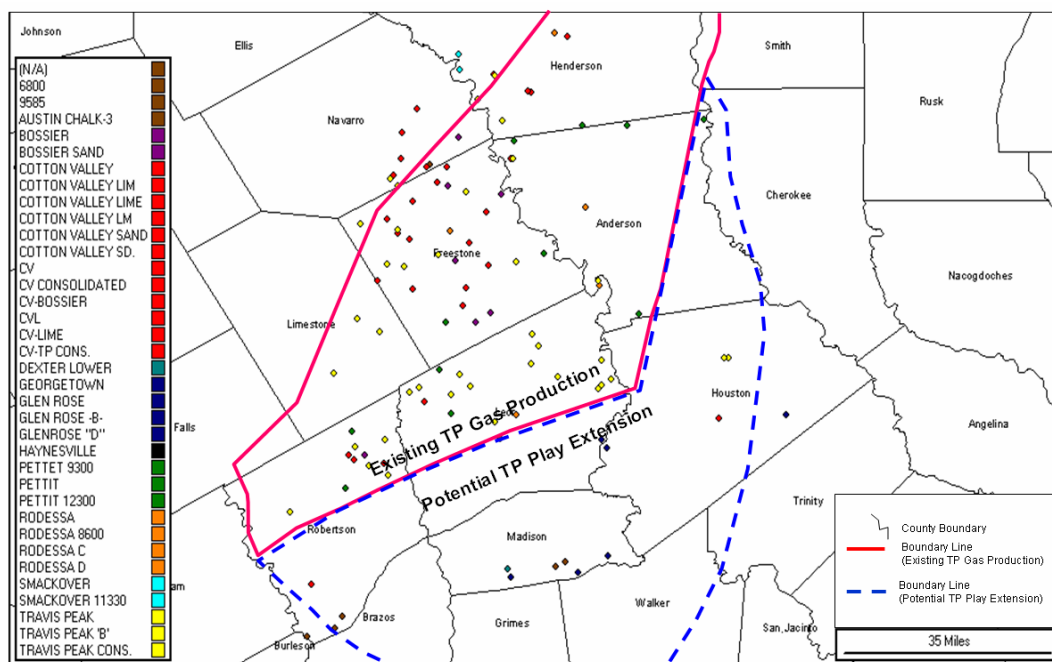 Johnson
Ellis
Smith
Henderson
Rusk
Navarro
Cherokee
Anderson
Freestone
Nacogdoches
Limestone
Houston
Falls
Angelina
Trinity
Robertson
Madison
Walker
Brazos
Grimes
San Jacinto
Burleson
am
Existing TP Gas Production
Potential TP Play Extension
(N/A)
6800
9585
AUSTIN CHALK-3
BOSSIER
BOSSIER SAND
COTTON VALLEY
COTTON VALLEY LIM
COTTON VALLEY LIME
COTTON VALLEY LM
COTTON VALLEY SAND
COTTON VALLEY SD.
CV
CV CONSOLIDATED
CV-BOSSIER
CVL
CV-LIME
CV-TP CONS.
DEXTER LOWER
GEORGETOWN
GLEN ROSE
GLEN ROSE -B-
GLENROSE "D"
HAYNESVILLE
PETTET 9300
PETTIT
PETTIT 12300
RODESSA
RODESSA 8600
RODESSA C
RODESSA D
SMACKOVER
SMACKOVER 11330
TRAVIS PEAK
TRAVIS PEAK 'B'
TRAVIS PEAK CONS.
County Boundary
Boundary Line
(Existing TP Gas Production)
Boundary Line
(Potential TP Play Extension)
35 Miles